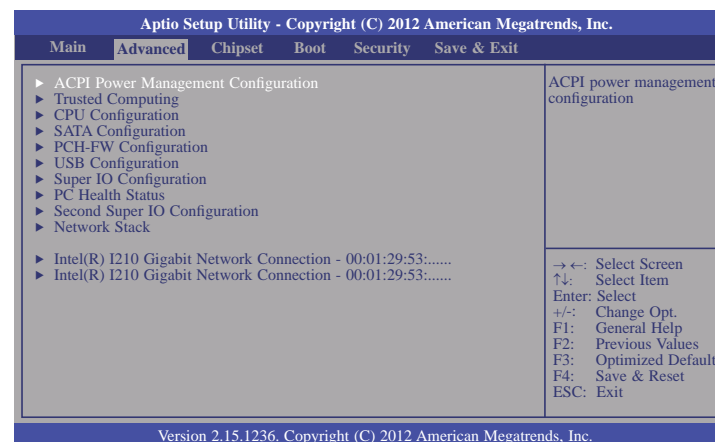 Aptio Setup Utility - Copyright (C) 2012 American Megatrends, Inc.
Main Advanced Chipset Boot Security Save & Exit
► ACPI Power Management Configuration
► Trusted Computing
► CPU Configuration
► SATA Configuration
► PCH-FW Configuration
► USB Configuration
► Super IO Configuration
► PC Health Status
► Second Super IO Configuration
► Network Stack
► Intel(R) I210 Gigabit Network Connection - 00:01:29:53:......
► Intel(R) I210 Gigabit Network Connection - 00:01:29:53:......
ACPI power management
configuration
→←: Select Screen
↑↓: Select Item
Enter: Select
+/-: Change Opt.
F1: General Help
F2: Previous Values
F3: Optimized Default
F4: Save & Reset
ESC: Exit
Version 2.15.1236. Copyright (C) 2012 American Megatrends, Inc.